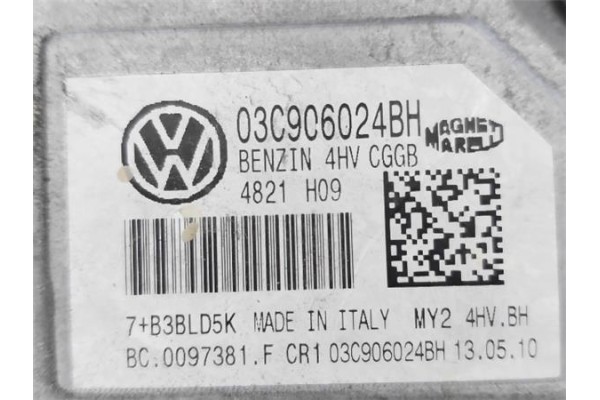 VW
03C906024BH
MAGNETI
MARELLI
BENZIN 4HV CGGB
4821 H09
7+B3BLD5K MADE IN ITALY MY2 4HV.BH
BC.0097381.F CR1 03C906024BH 13.05.10